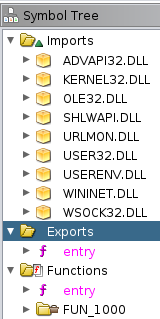 Symbol Tree
Imports
ADVAPI32.DLL
KERNEL32.DLL
OLE32.DLL
SHLWAPI.DLL
URLMON.DLL
USER32.DLL
USERENV.DLL
WININET.DLL
WSOCK32.DLL
Exports
f entry
Functions
f entry
FUN_1000